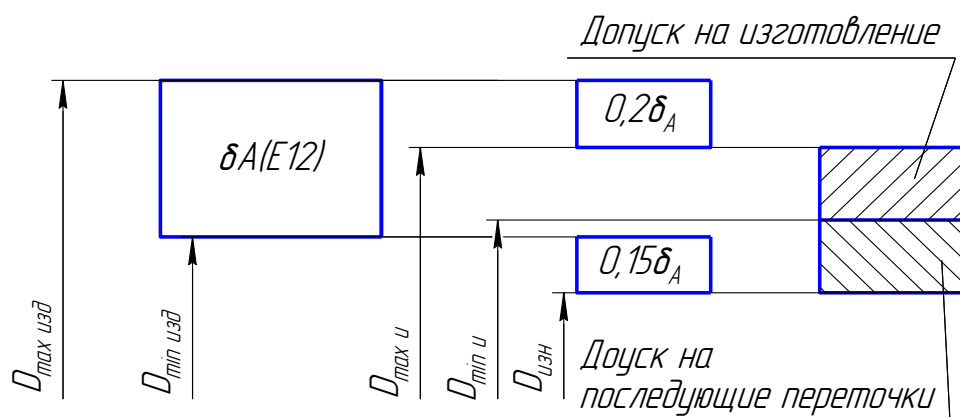 Допуск на изготовление
0,2δA
δA(E12)
0,15δA
Dmax изд
Dmin изд
Dmax и
Dmin и
Dизн
Доуск на
последующие переточки